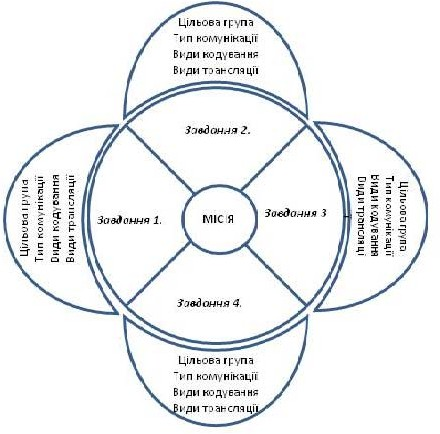 Цільова група
Тип комунікації
Види кодування
Види трансляції
Завдання 2.
Цільова група
Тип комунікації
Види кодування
Види трансляції
Завдання 1.
МІСІЯ
Завдання 3
Цільова група
Тип комунікації
Види кодування
Види трансляції
Завдання 4.
Цільова група
Тип комунікації
Види кодування
Види трансляції